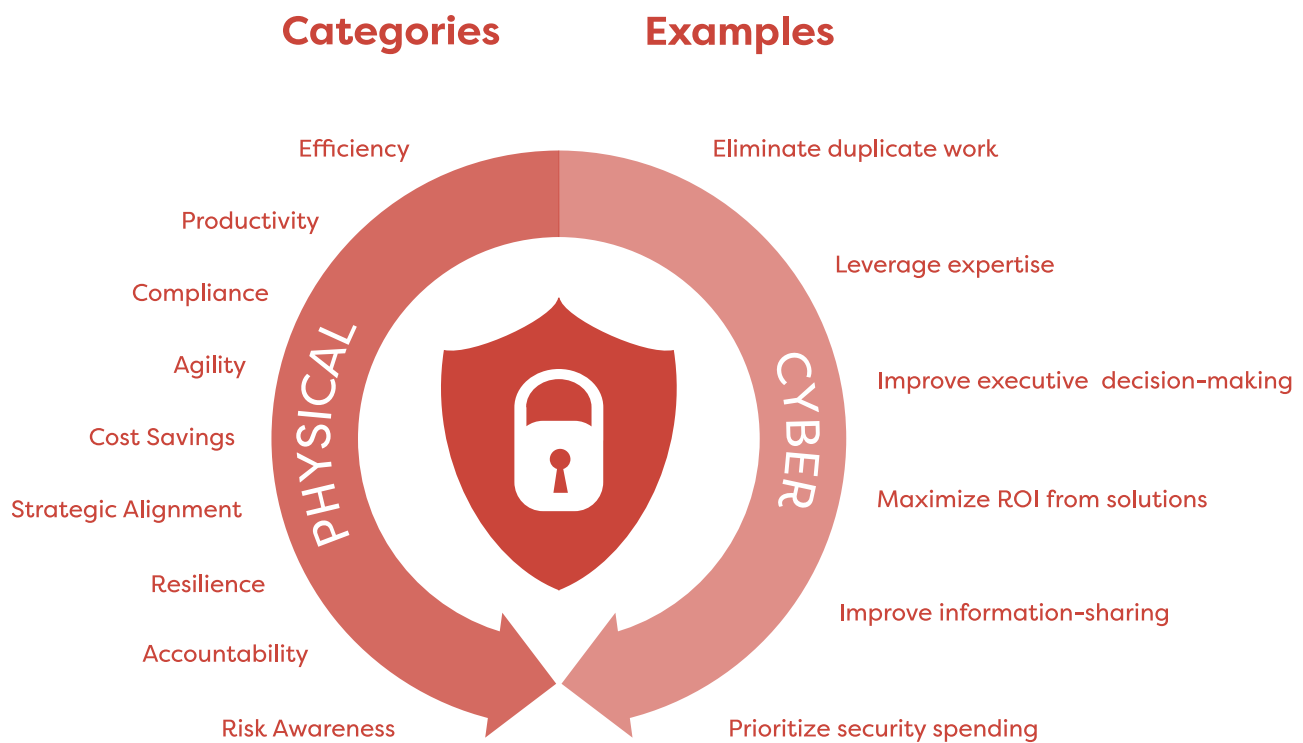 Categories
Examples
Efficiency
Productivity
Compliance
Agility
Cost Savings
Strategic Alignment
Resilience
Accountability
Risk Awareness
PHYSICAL
CYBER
Eliminate duplicate work
Leverage expertise
Improve executive decision-making
Maximize ROI from solutions
Improve information-sharing
Prioritize security spending